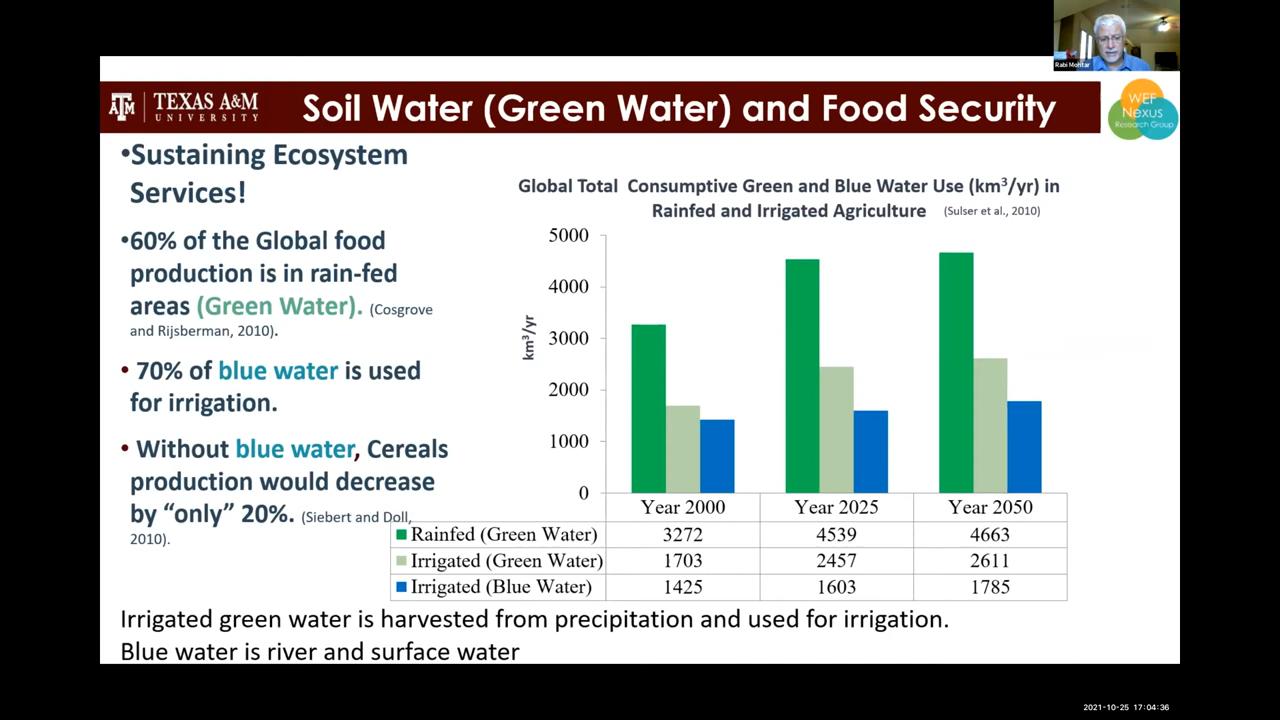 Rabi Mohtar
TEXAS A&M
UNIVERSITY
Soil Water (Green Water) and Food Security
WEF
Nexus
Research Group
•Sustaining Ecosystem
Services!
•60% of the Global food
production is in rain-fed
areas (Green Water). (Cosgrove
and Rijsberman, 2010).
• 70% of blue water is used
for irrigation.
• Without blue water, Cereals
production would decrease
by “only” 20%. (Siebert and Doll,
2010).
Global Total Consumptive Green and Blue Water Use (km³/yr) in
Rainfed and Irrigated Agriculture (Sulser et al., 2010)
km³/yr
5000
4000
3000
2000
1000
0
Year 2000 Year 2025 Year 2050
Rainfed (Green Water) 3272 4539 4663
Irrigated (Green Water) 1703 2457 2611
Irrigated (Blue Water) 1425 1603 1785
Irrigated green water is harvested from precipitation and used for irrigation.
Blue water is river and surface water
2021-10-25 17:04:36